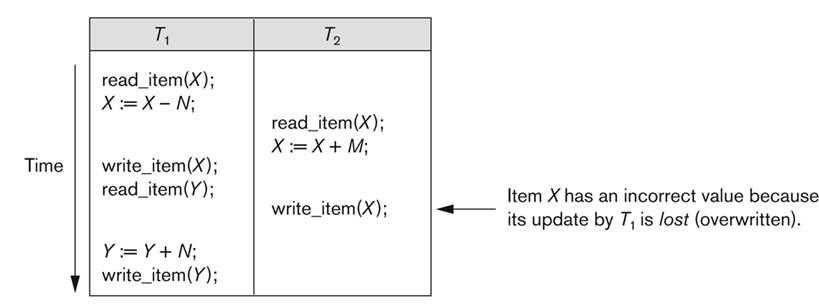 T1 T2
read_item(X);
X := X – N;
read_item(X);
X := X + M;
Time
write_item(X);
read_item(Y);
write_item(X);
Item X has an incorrect value because
its update by T1 is lost (overwritten).
Y := Y + N;
write_item(Y);